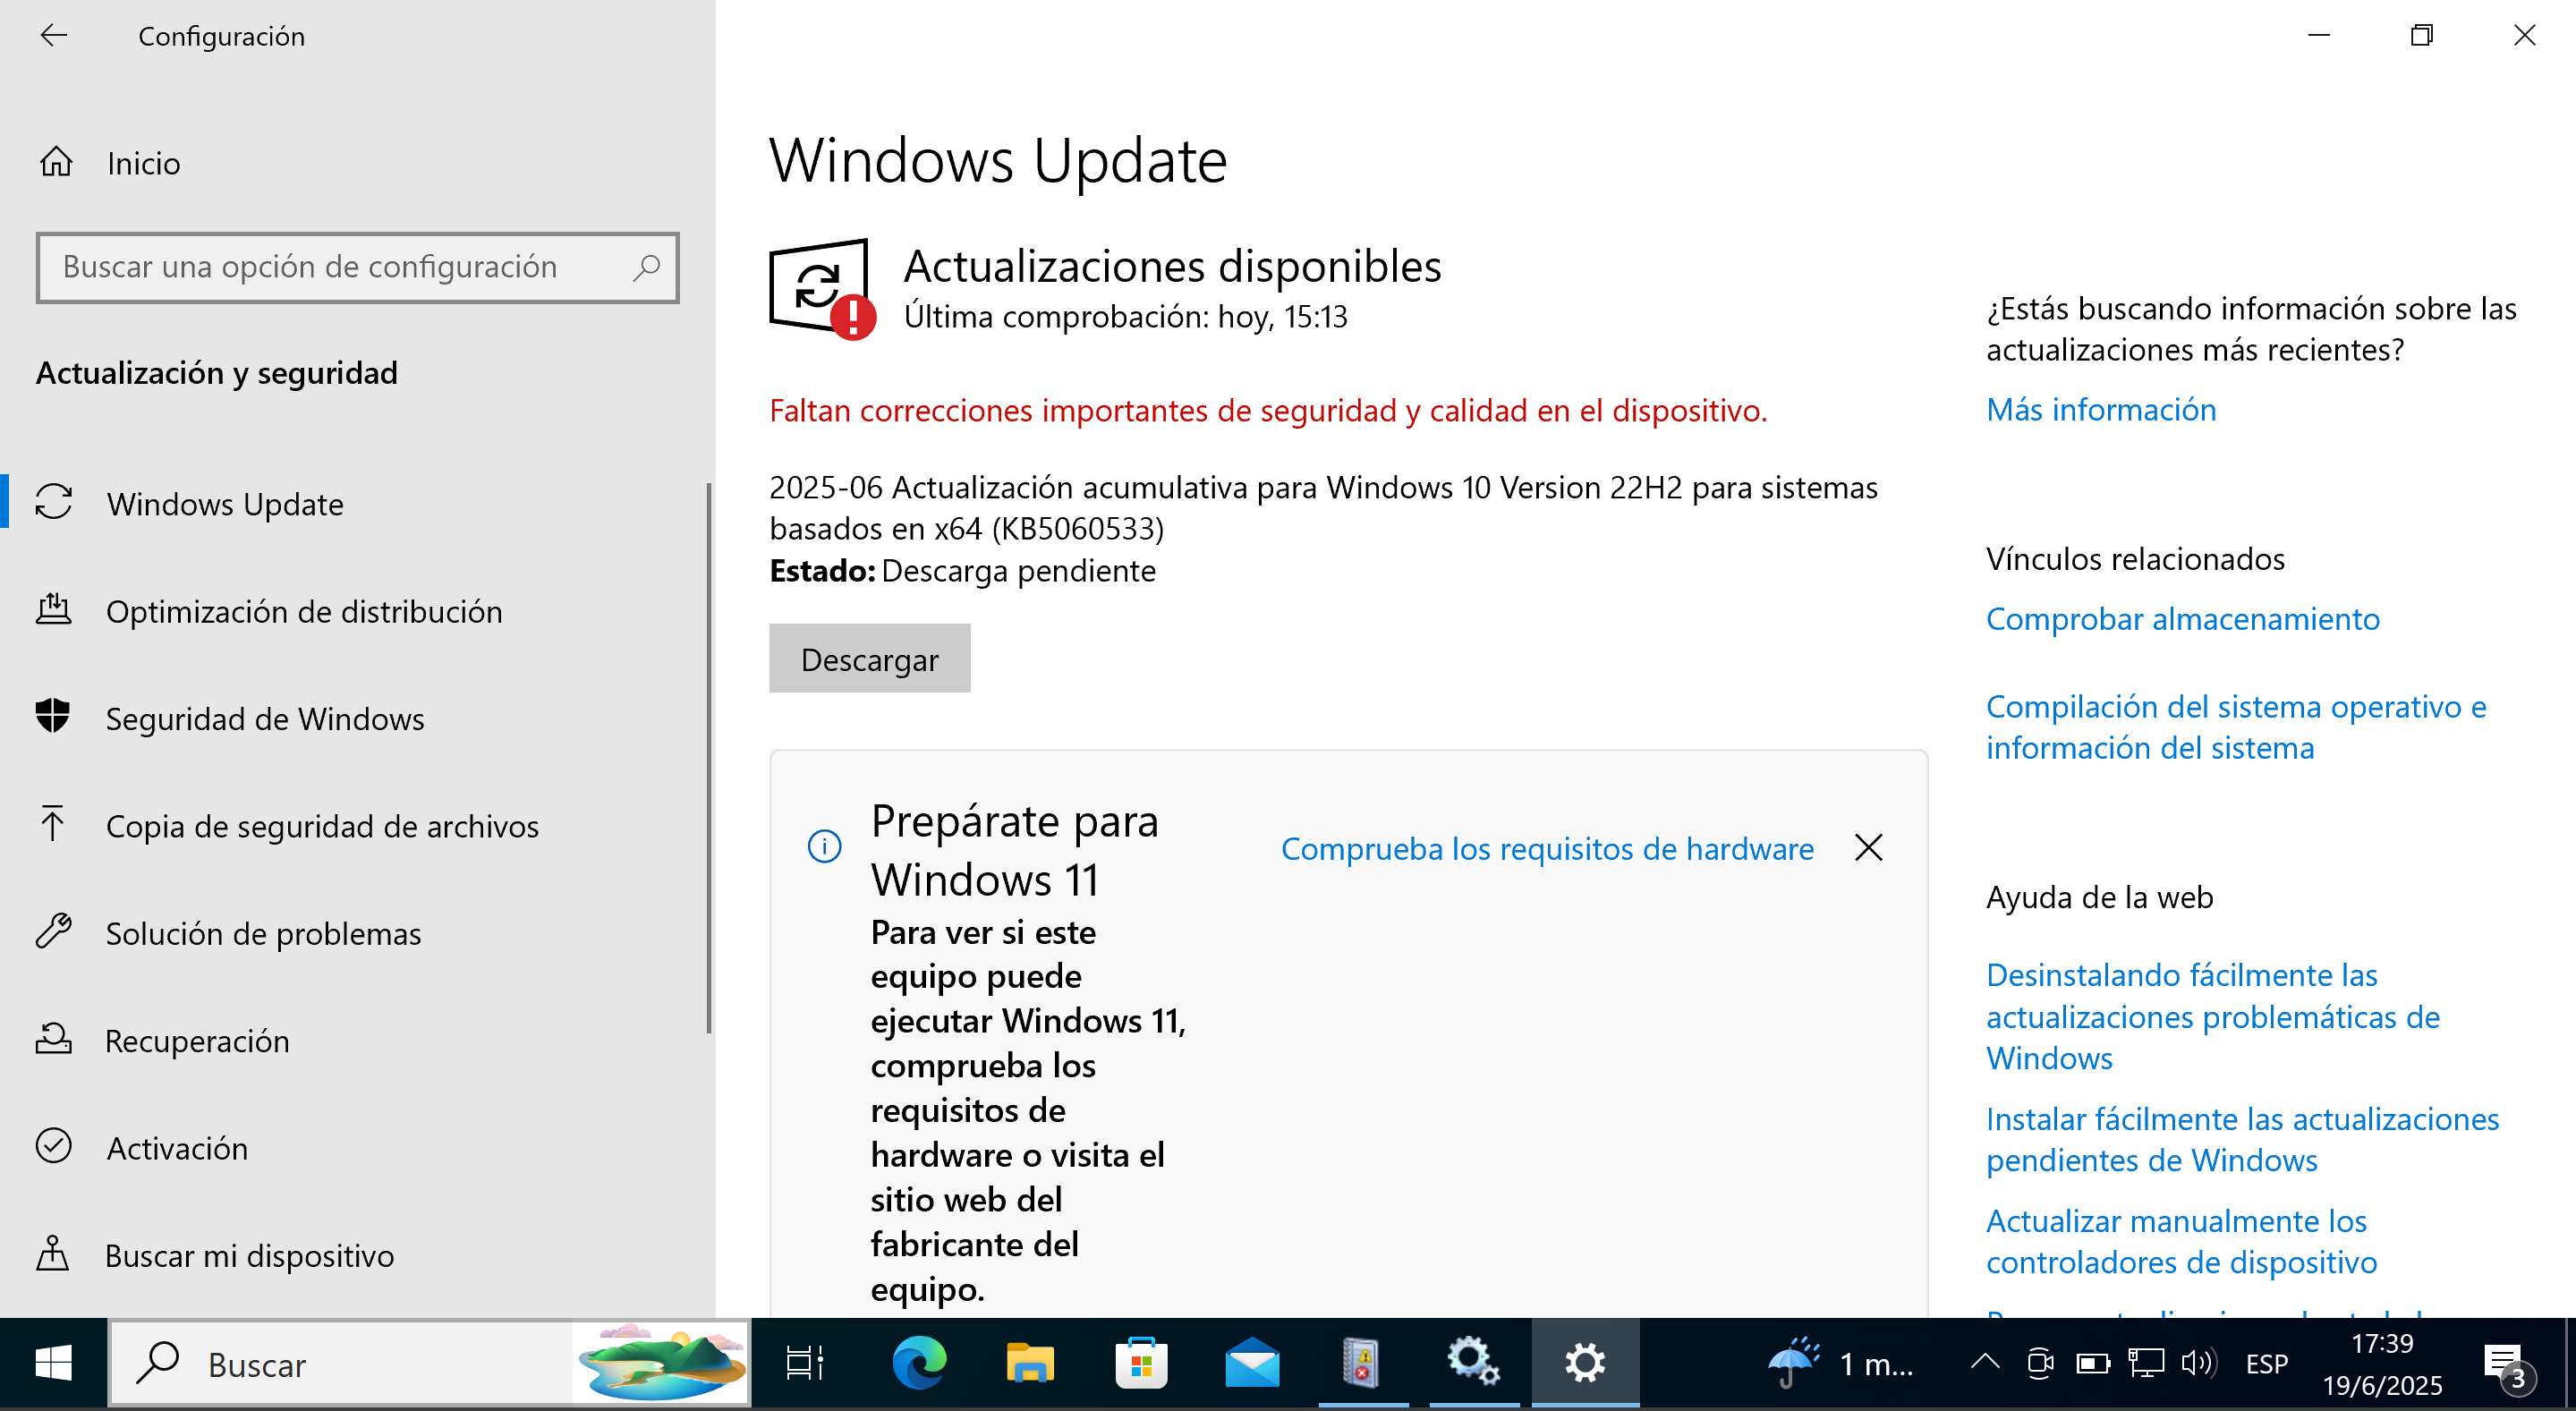 Configuración
Inicio
Buscar una opción de configuración
Actualización y seguridad
Windows Update
Optimización de distribución
Seguridad de Windows
Copia de seguridad de archivos
Solución de problemas
Recuperación
Activación
Buscar mi dispositivo
Windows Update
Actualizaciones disponibles
Última comprobación: hoy, 15:13
Faltan correcciones importantes de seguridad y calidad en el dispositivo.
2025-06 Actualización acumulativa para Windows 10 Version 22H2 para sistemas
basados en x64 (KB5060533)
Estado: Descarga pendiente
Descargar
Prepárate para
Windows 11
Para ver si este
equipo puede
ejecutar Windows 11,
comprueba los
requisitos de
hardware o visita el
sitio web del
fabricante del
equipo.
Comprueba los requisitos de hardware
¿Estás buscando información sobre las
actualizaciones más recientes?
Más información
Vínculos relacionados
Comprobar almacenamiento
Compilación del sistema operativo e
información del sistema
Ayuda de la web
Desinstalando fácilmente las
actualizaciones problemáticas de
Windows
Instalar fácilmente las actualizaciones
pendientes de Windows
Actualizar manualmente los
controladores de dispositivo
Buscar
1 m...
ESP
17:39
19/6/2025
3